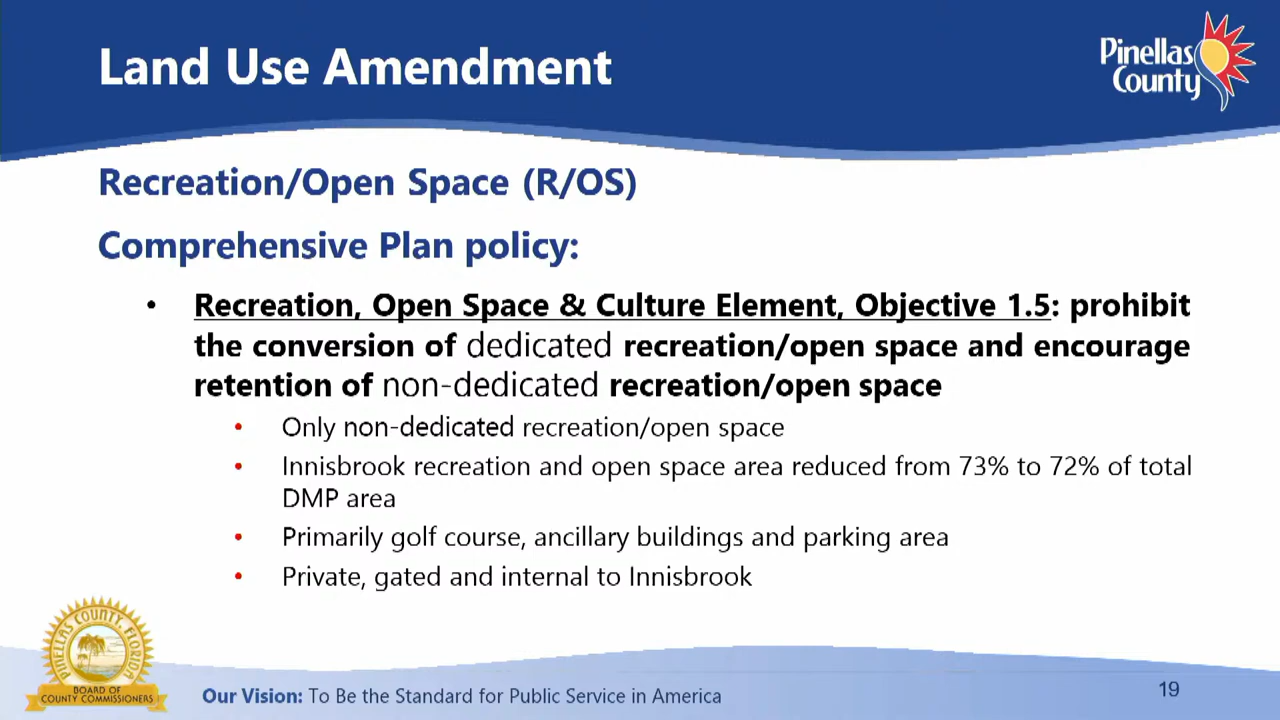 Land Use Amendment
Pinellas
County
Recreation/Open Space (R/OS)
Comprehensive Plan policy:
• Recreation, Open Space & Culture Element, Objective 1.5: prohibit
the conversion of dedicated recreation/open space and encourage
retention of non-dedicated recreation/open space
• Only non-dedicated recreation/open space
• Innisbrook recreation and open space area reduced from 73% to 72% of total
DMP area
• Primarily golf course, ancillary buildings and parking area
• Private, gated and internal to Innisbrook
PINELLAS COUNTY, FLORIDA
BOARD OF
COUNTY COMMISSIONERS
Our Vision: To Be the Standard for Public Service in America
19